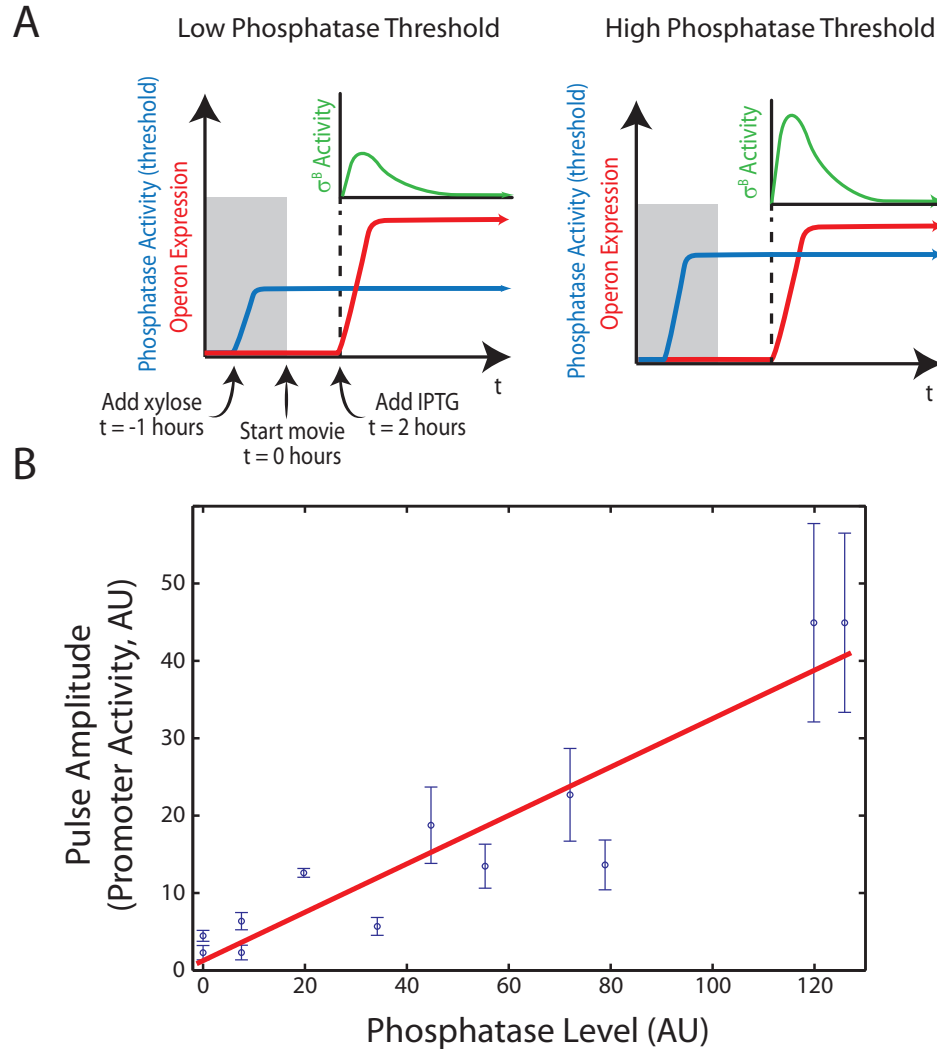 A
Low Phosphatase Threshold
High Phosphatase Threshold
Phosphatase Activity (threshold)
Operon Expression
σB Activity
t
Add xylose
t = -1 hours
Start movie
t = 0 hours
Add IPTG
t = 2 hours
Phosphatase Activity (threshold)
Operon Expression
σB Activity
t
B
Pulse Amplitude
(Promoter Activity, AU)
50
40
30
20
10
0
0 20 40 60 80 100 120
Phosphatase Level (AU)